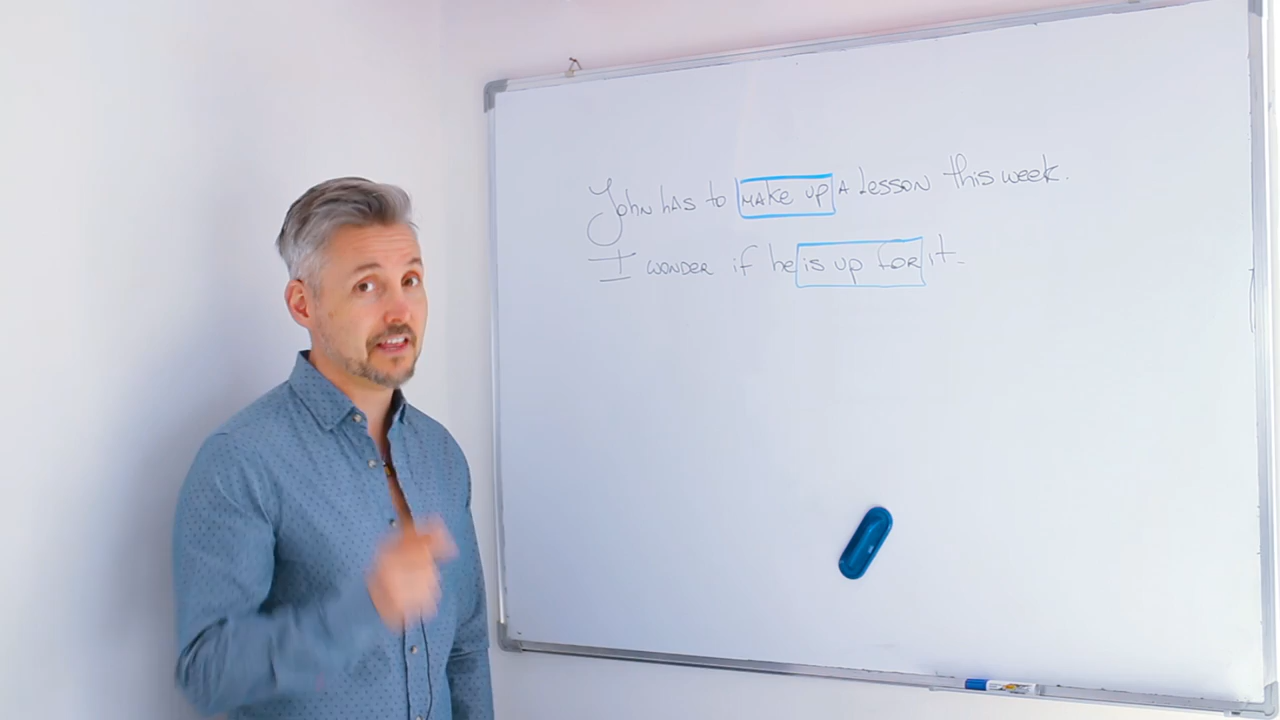 John has to make up a lesson this week.
I wonder if he is up for it.